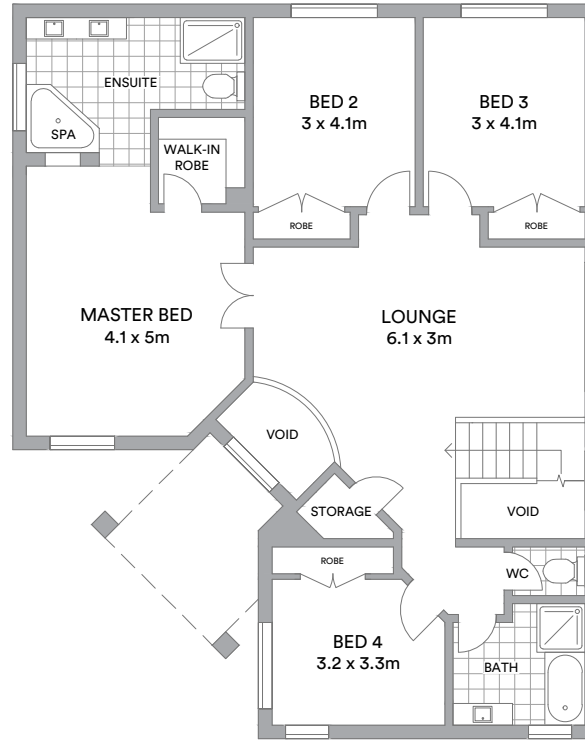 ENSUITE
SPA
WALK-IN
ROBE
BED 2
3 x 4.1m
BED 3
3 x 4.1m
ROBE
ROBE
MASTER BED
4.1 x 5m
LOUNGE
6.1 x 3m
VOID
STORAGE
VOID
ROBE
WC
BED 4
3.2 x 3.3m
BATH